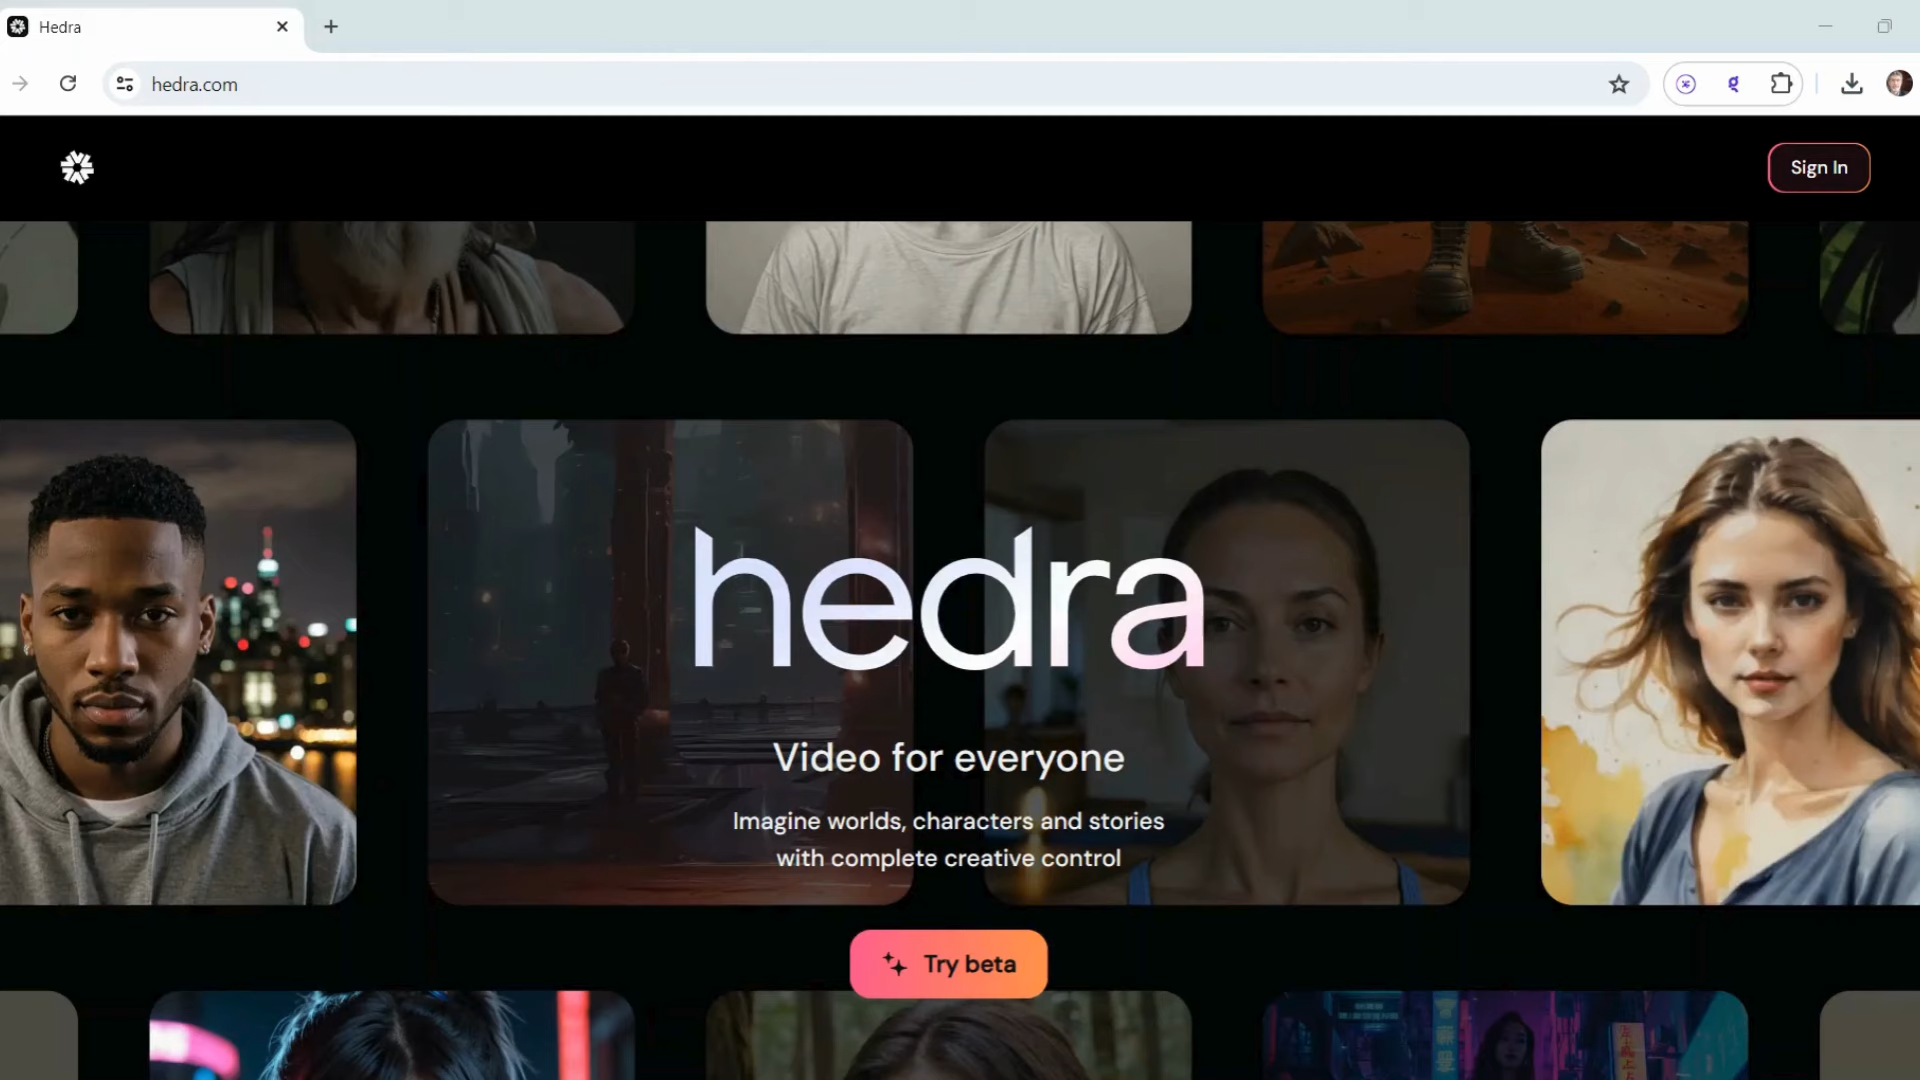 Hedra
hedra.com
Sign In
hedra
Video for everyone
Imagine worlds, characters and stories
with complete creative control
Try beta